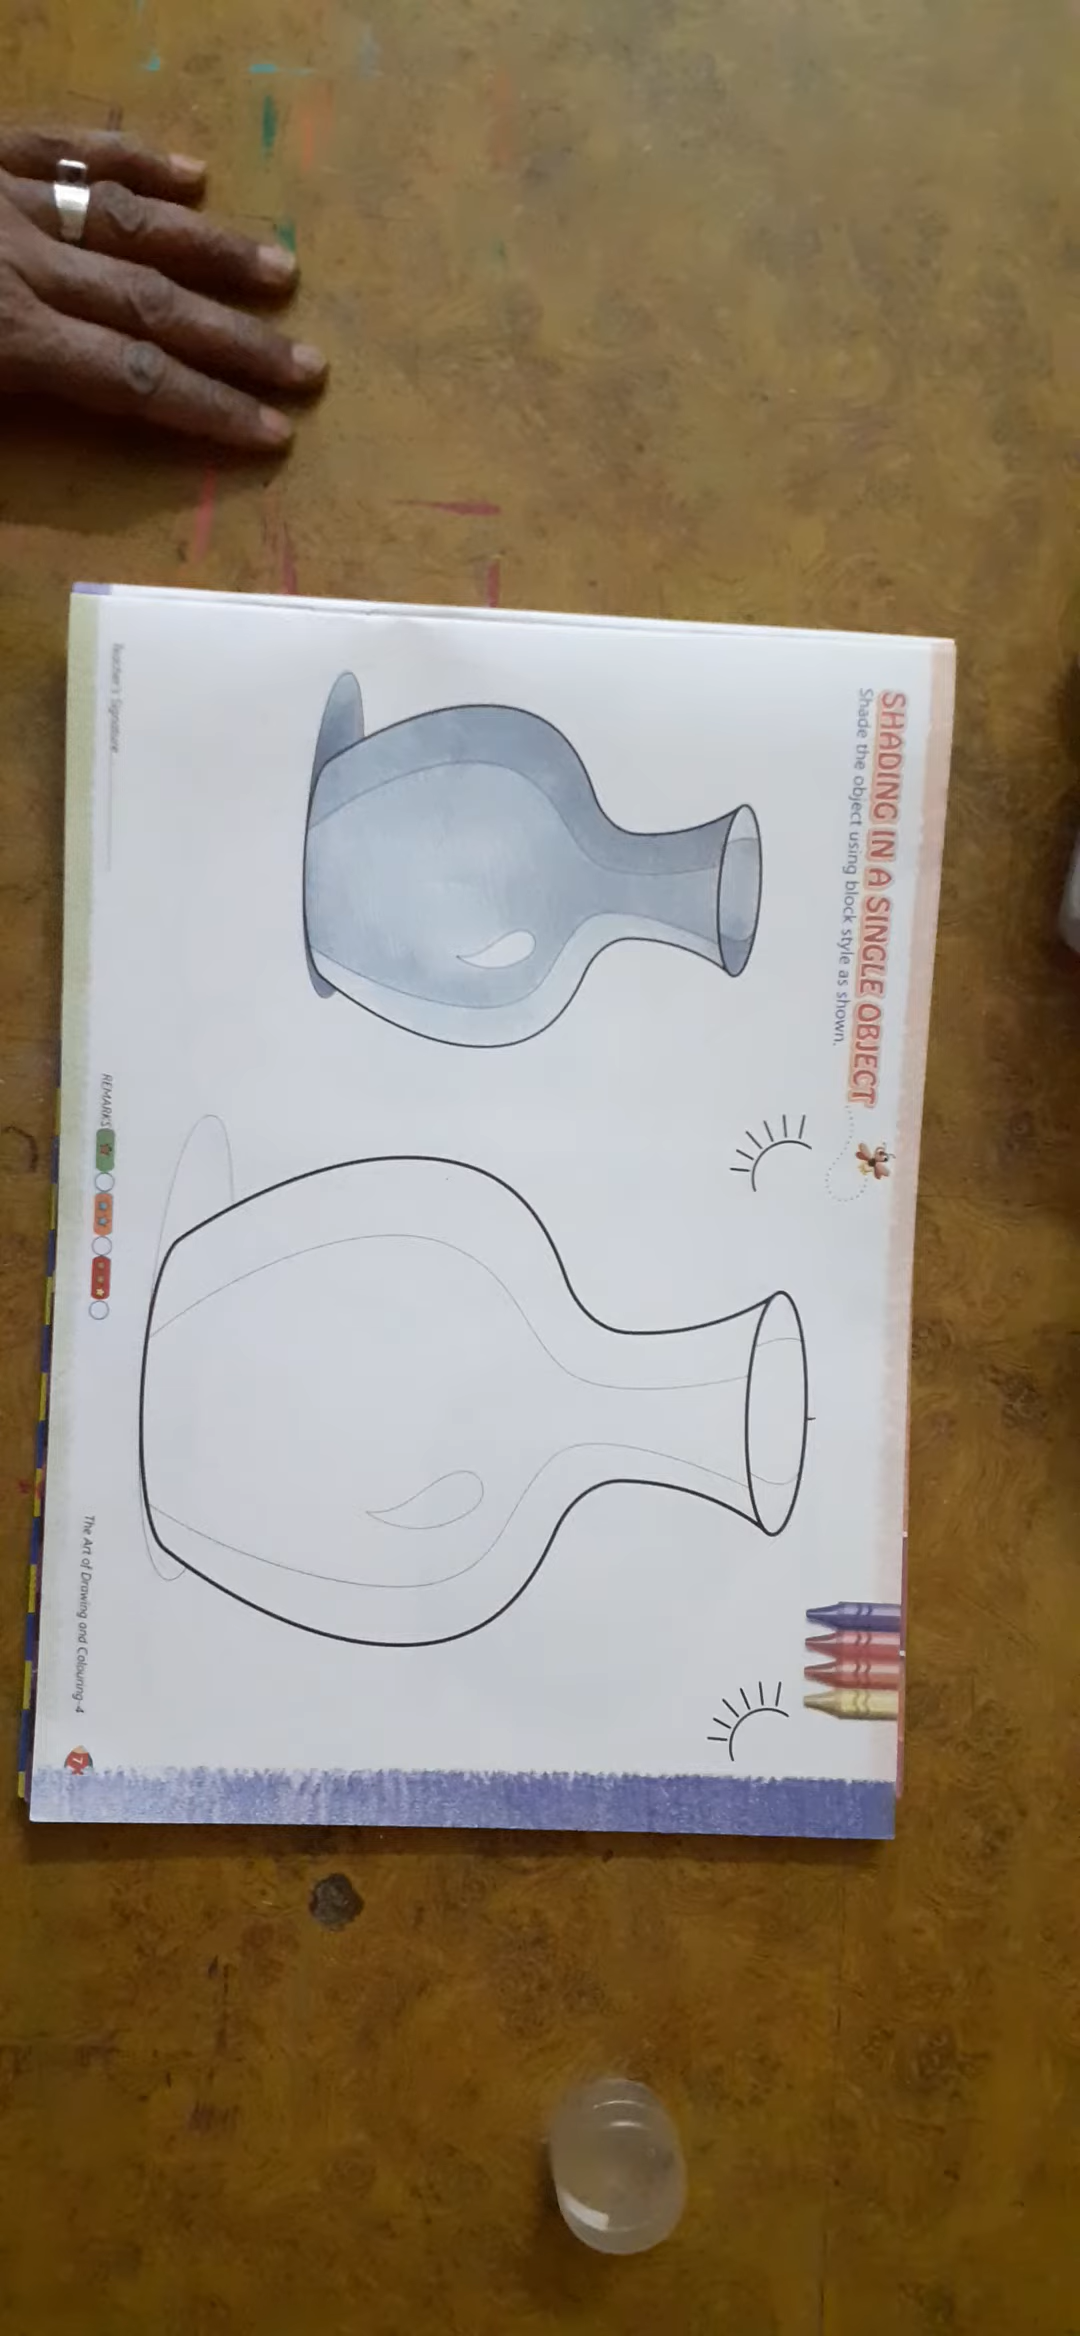 SHADING IN A SINGLE OBJECT
Shade the object using block style as shown.
Teacher's Signature
REMARKS
The Art of Drawing and Colouring-4
7